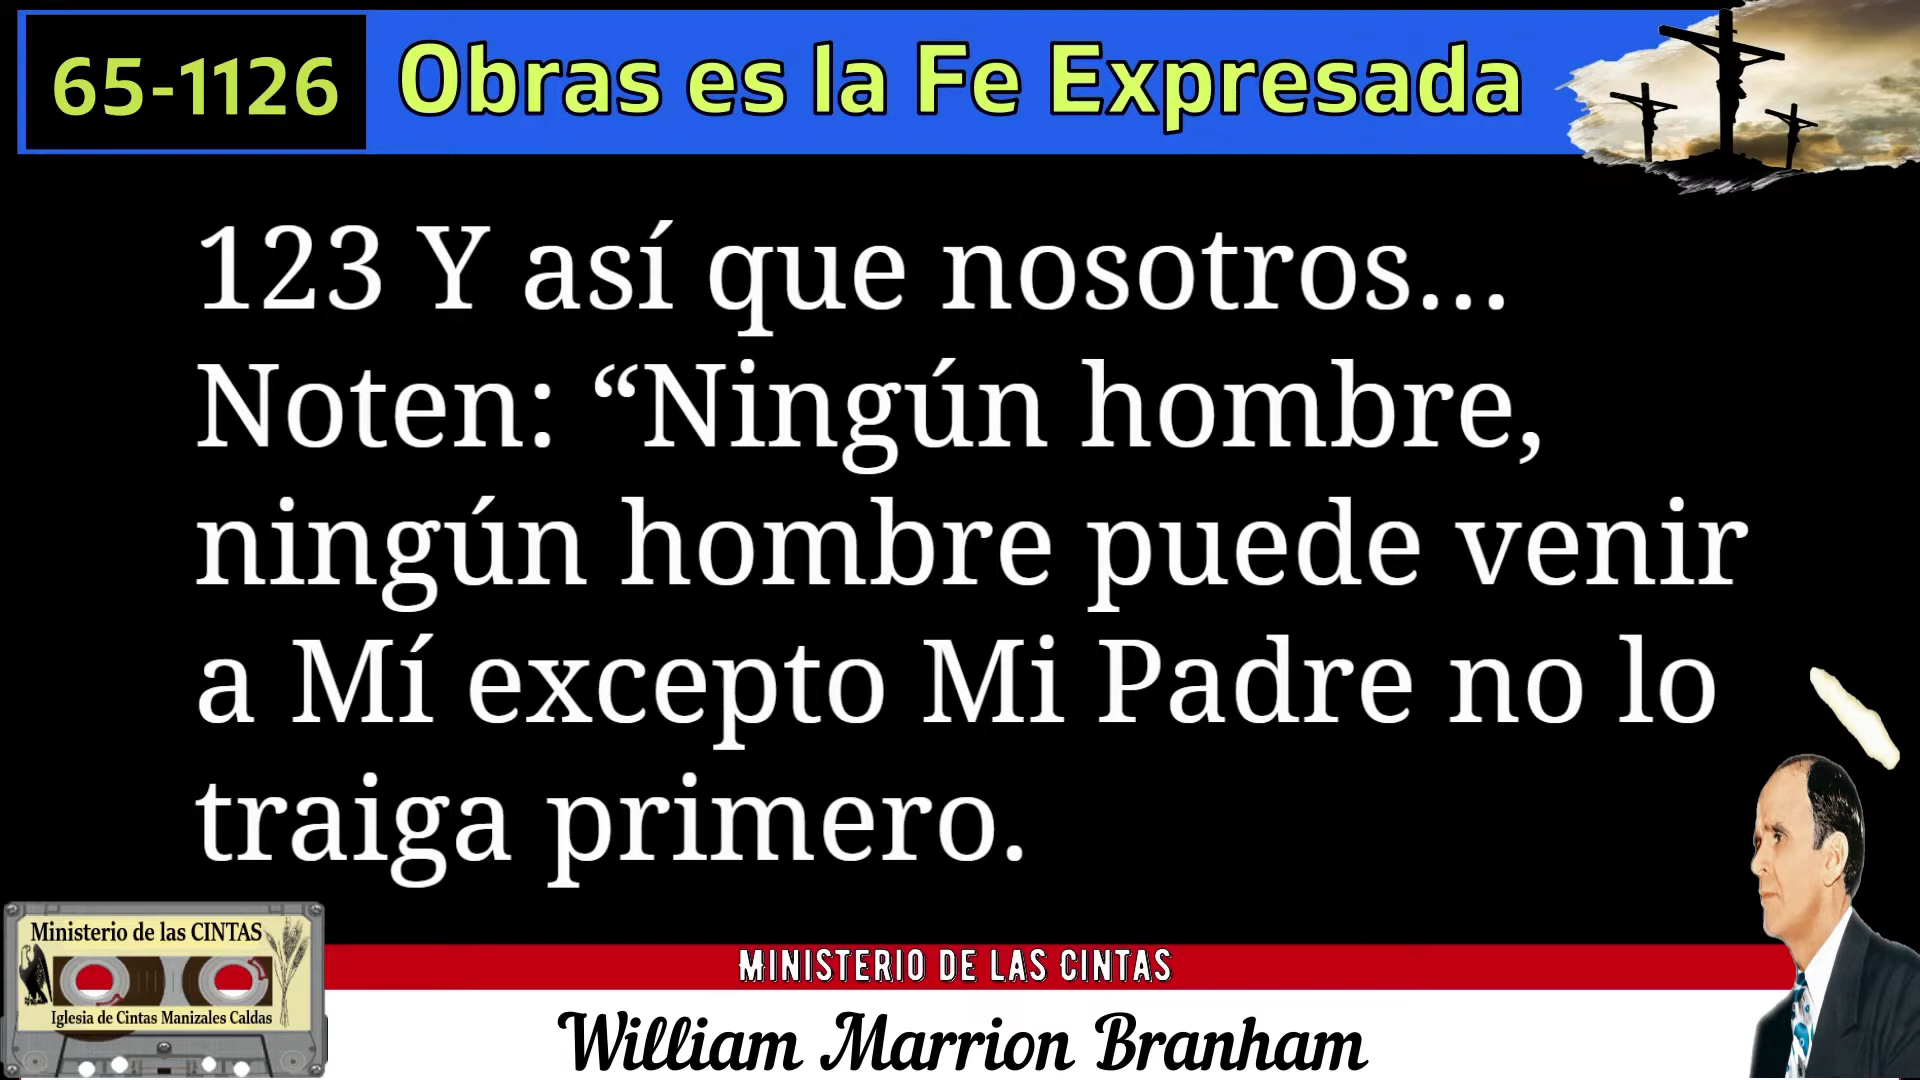 65-1126
Obras es la Fe Expresada
123 Y así que nosotros...
Noten: “Ningún hombre,
ningún hombre puede venir
a Mí excepto Mi Padre no lo
traiga primero.
Ministerio de las CINTAS
Iglesia de Cintas Manizales Caldas
MINISTERIO DE LAS CINTAS
William Marrion Branham